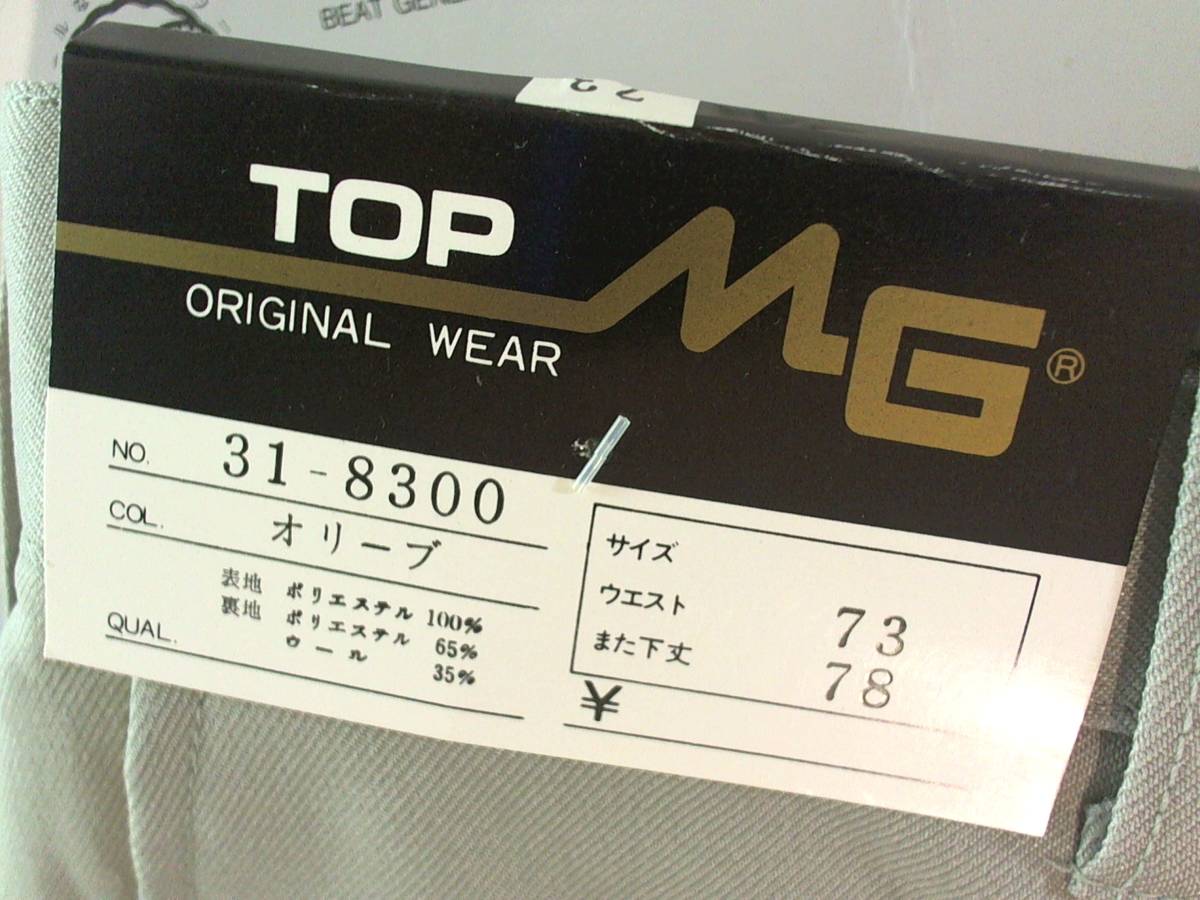 TOP MG ®
ORIGINAL WEAR
NO. 31-8300
COL. オリーブ
QUAL.
表地 ポリエステル 100%
裏地 ポリエステル 65%
ウール 35%
サイズ
ウエスト 73
また下丈 78
¥